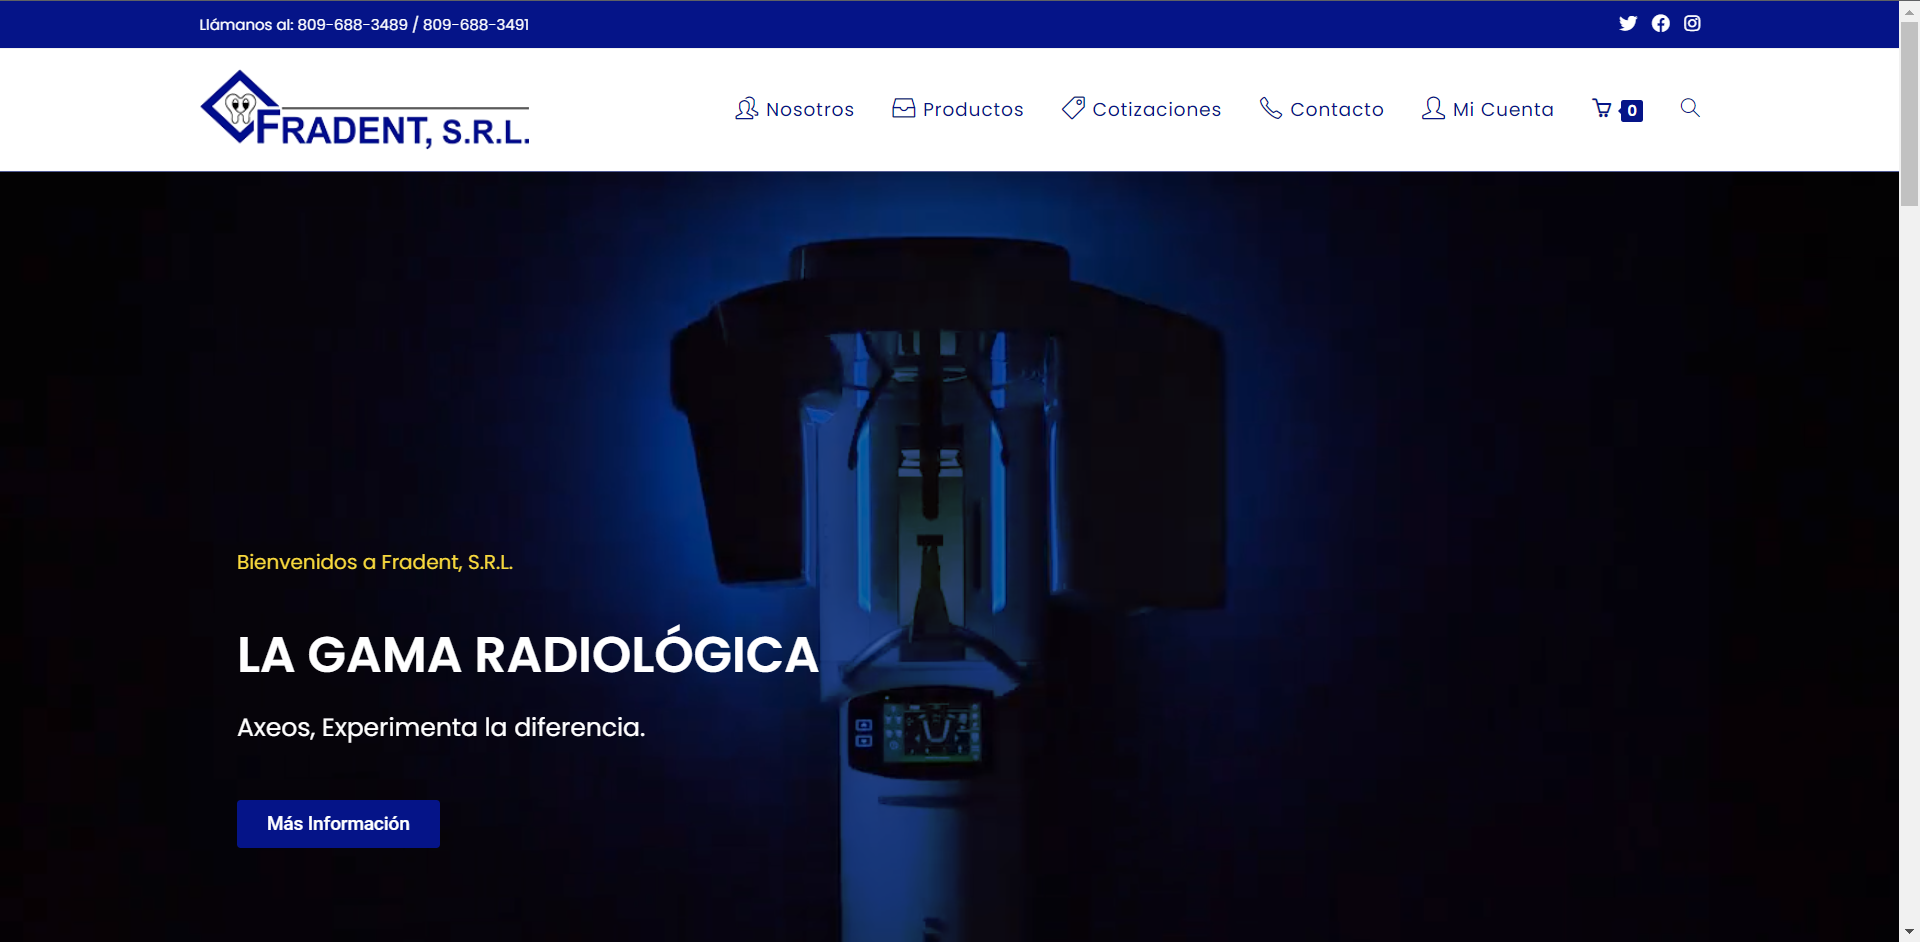 Llámanos al: 809-688-3489 / 809-688-3491
FRADENT, S.R.L.
Nosotros
Productos
Cotizaciones
Contacto
Mi Cuenta
0
Bienvenidos a Fradent, S.R.L.
LA GAMA RADIOLÓGICA
Axeos, Experimenta la diferencia.
Más Información